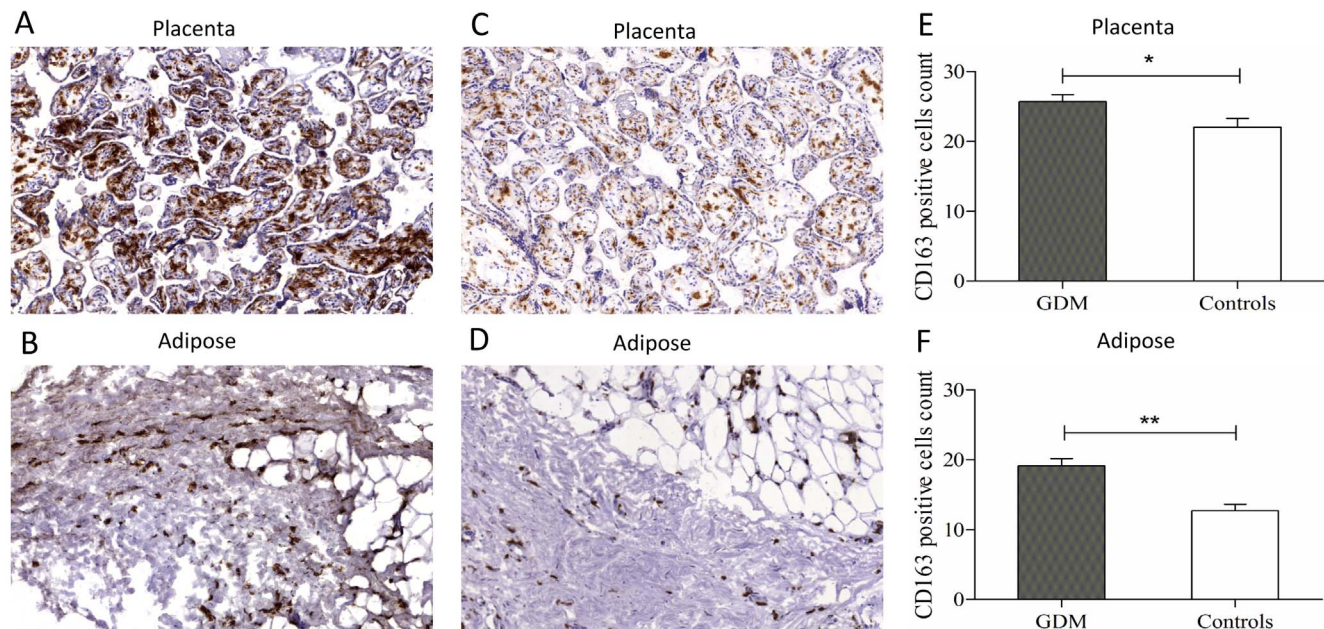 A
Placenta
C
Placenta
E
Placenta
CD163 positive cells count
30
20
10
0
*
GDM
Controls
B
Adipose
D
Adipose
F
Adipose
CD163 positive cells count
30
20
10
0
**
GDM
Controls